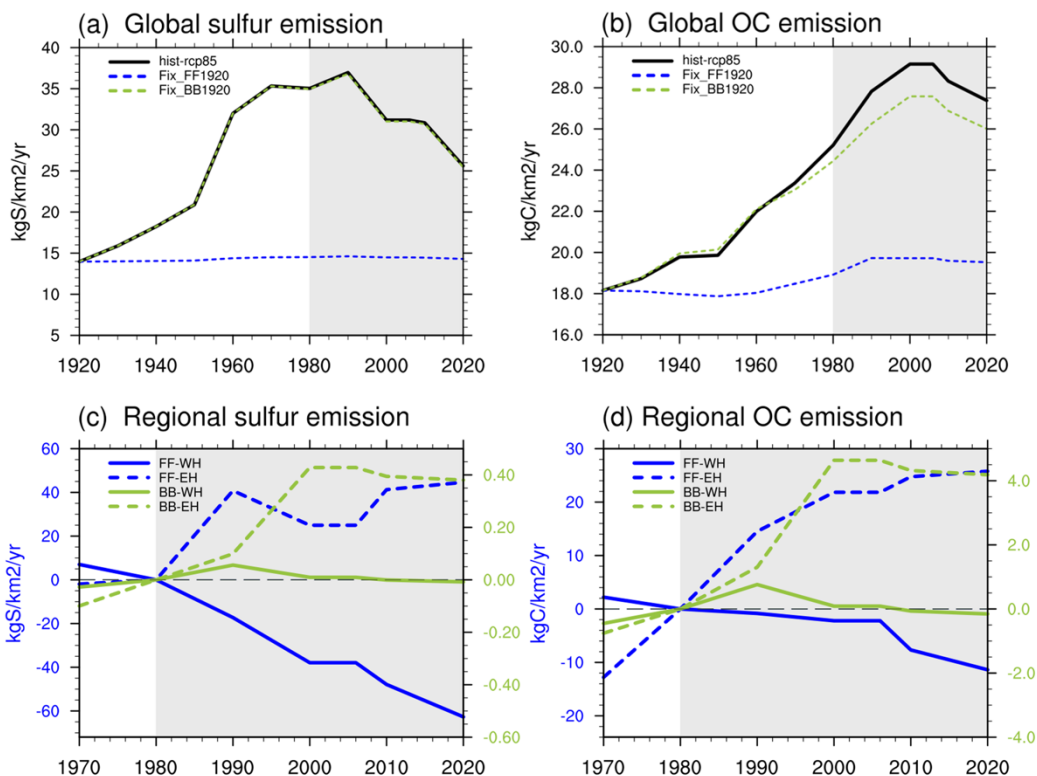 (a) Global sulfur emission
40
35
30
25
20
15
10
5
kgS/km2/yr
hist-rcp85
Fix_FF1920
Fix_BB1920
1920 1940 1960 1980 2000 2020
(b) Global OC emission
30.0
28.0
26.0
24.0
22.0
20.0
18.0
16.0
kgC/km2/yr
hist-rcp85
Fix_FF1920
Fix_BB1920
1920 1940 1960 1980 2000 2020
(c) Regional sulfur emission
60
40
20
0
-20
-40
-60
kgS/km2/yr
FF-WH
FF-EH
BB-WH
BB-EH
0.40
0.20
0.00
-0.20
-0.40
-0.60
1970 1980 1990 2000 2010 2020
(d) Regional OC emission
30
20
10
0
-10
-20
kgC/km2/yr
FF-WH
FF-EH
BB-WH
BB-EH
4.0
2.0
0.0
-2.0
-4.0
1970 1980 1990 2000 2010 2020